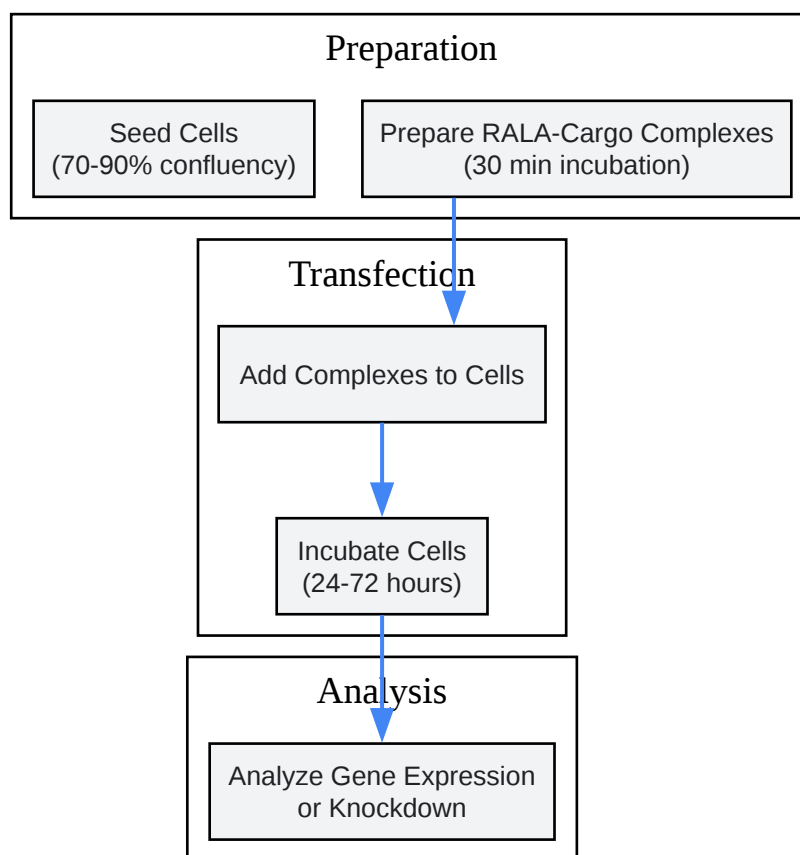 Preparation
Seed Cells
(70-90% confluency)
Prepare RALA-Cargo Complexes
(30 min incubation)
Transfection
Add Complexes to Cells
Incubate Cells
(24-72 hours)
Analysis
Analyze Gene Expression
or Knockdown